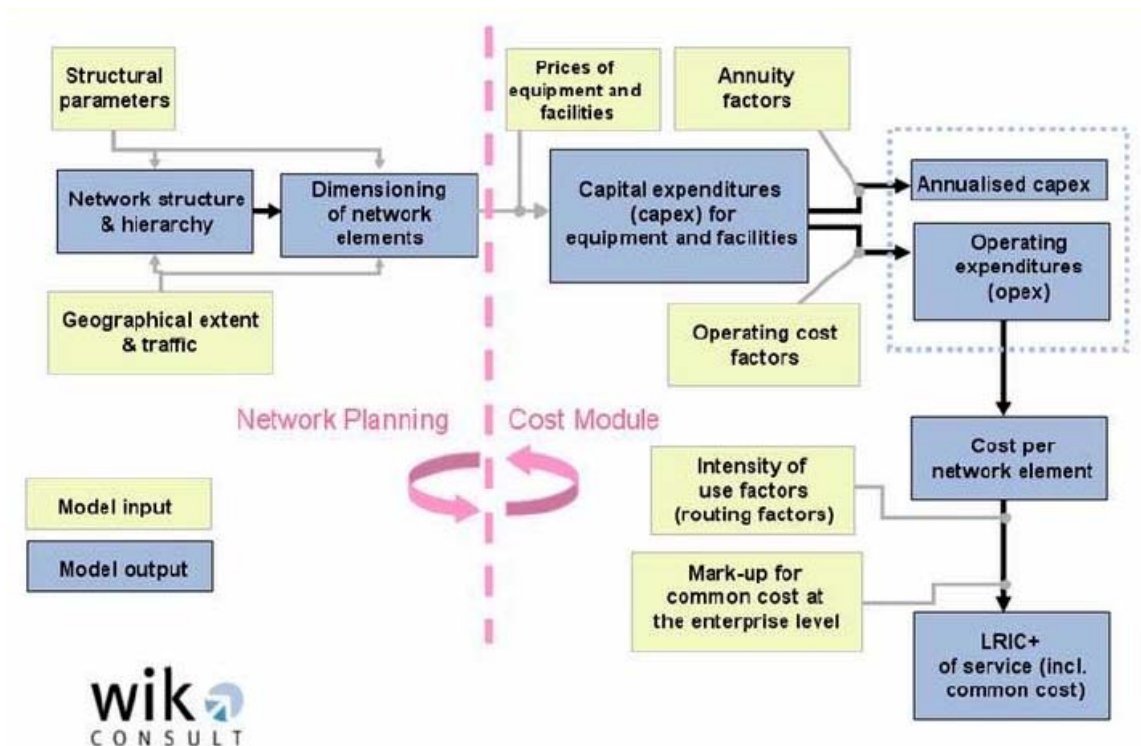 Structural
parameters
Prices of
equipment and
facilities
Annuity
factors
Network structure
& hierarchy
Dimensioning
of network
elements
Capital expenditures
(capex) for
equipment and facilities
Annualised capex
Operating
expenditures
(opex)
Geographical extent
& traffic
Operating cost
factors
Network Planning
Cost Module
Cost per
network element
Intensity of
use factors
(routing factors)
Model input
Model output
Mark-up for
common cost at
the enterprise level
LRIC+
of service (incl.
common cost)
wik
CONSULT